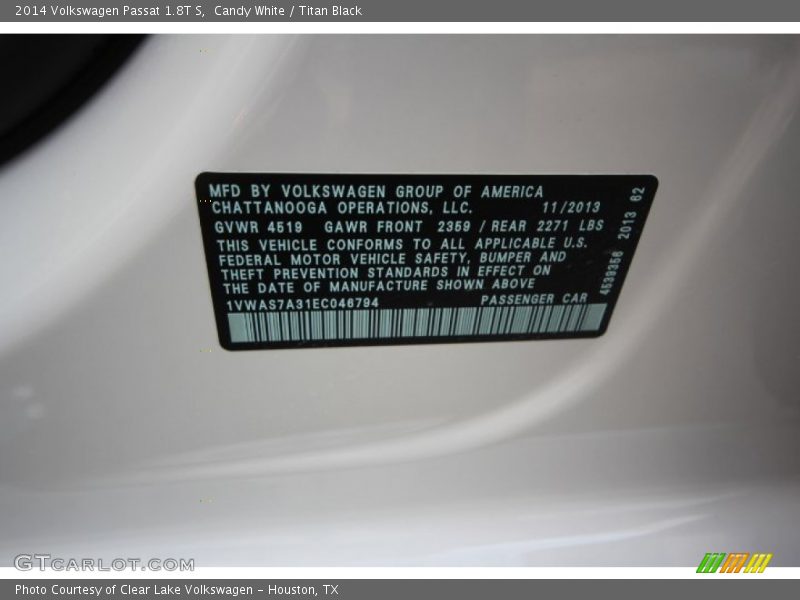 2014 Volkswagen Passat 1.8T S,  Candy White / Titan Black
MFD BY VOLKSWAGEN GROUP OF AMERICA
CHATTANOOGA OPERATIONS, LLC. 11/2013
GVWR 4519 GAWR FRONT 2359 / REAR 2271 LBS
THIS VEHICLE CONFORMS TO ALL APPLICABLE U.S.
FEDERAL MOTOR VEHICLE SAFETY, BUMPER AND
THEFT PREVENTION STANDARDS IN EFFECT ON
THE DATE OF MANUFACTURE SHOWN ABOVE
1VWAS7A31EC046794 PASSENGER CAR
4539356 2013 62
GTCARLOT.COM
Photo Courtesy of Clear Lake Volkswagen – Houston, TX